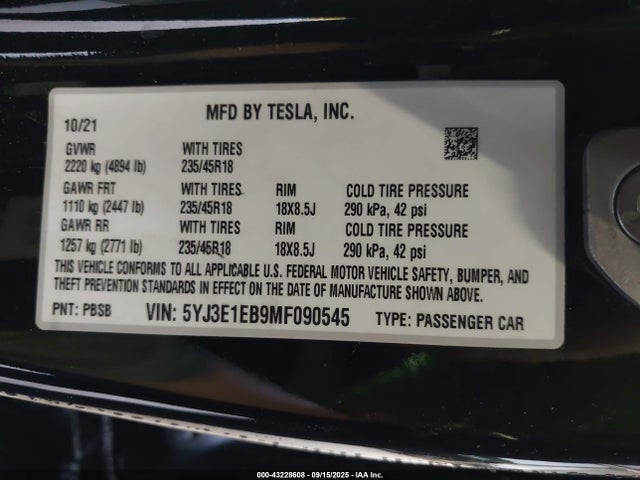 MFD BY TESLA, INC.
10/21
GVWR WITH TIRES
2220 kg (4894 lb) 235/45R18
GAWR FRT WITH TIRES RIM COLD TIRE PRESSURE
1110 kg (2447 lb) 235/45R18 18X8.5J 290 kPa, 42 psi
GAWR RR WITH TIRES RIM COLD TIRE PRESSURE
1257 kg (2771 lb) 235/45R18 18X8.5J 290 kPa, 42 psi
THIS VEHICLE CONFORMS TO ALL APPLICABLE U.S. FEDERAL MOTOR VEHICLE SAFETY, BUMPER, AND
THEFT PREVENTION STANDARDS IN EFFECT ON THE DATE OF MANUFACTURE SHOWN ABOVE.
PNT: PBSB VIN: 5YJ3E1EB9MF090545 TYPE: PASSENGER CAR
000-43228608 - 09/15/2025 - IAA Inc.